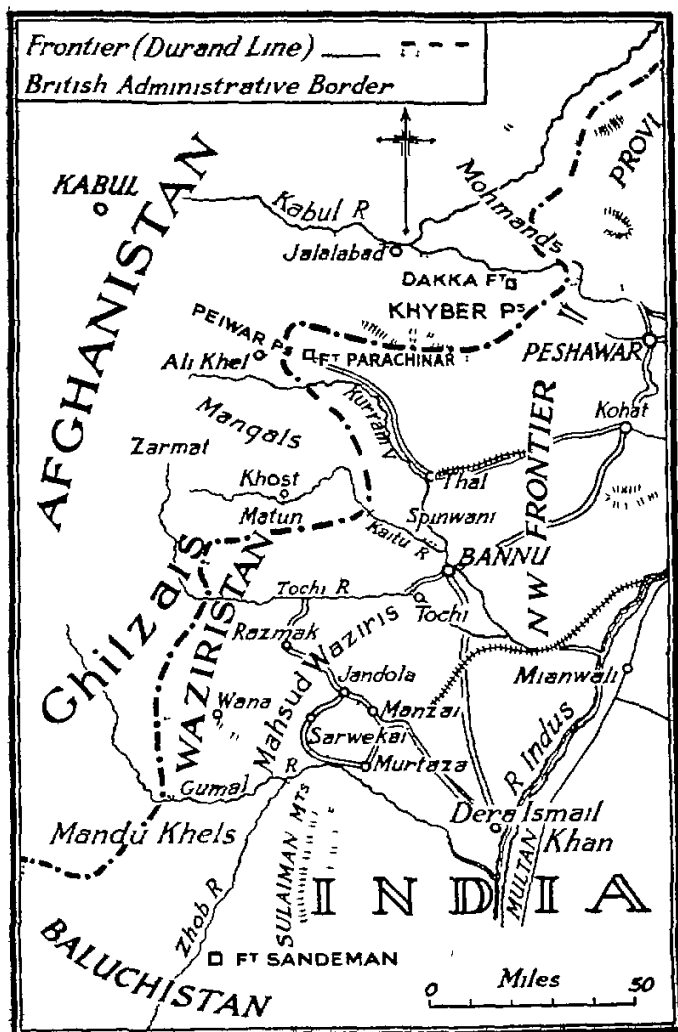 Frontier (Durand Line)
British Administrative Border
PROVI
KABUL
Mohmands
Kabul R
Jalalabad
DAKKA FT
KHYBER PS
AFGHANISTAN
PEIWAR PS
FT PARACHINAR
PESHAWAR
Ali Khel
Kurram V
Mangals
Kohat
Zarmat
NW FRONTIER
Thal
Khost
Matun
Spinwani
Kaitu R
BANNU
Ghilzais
WAZIRISTAN
Tochi R
Tochi
Razmak
Mahsud Waziris
Jandola
Mianwali
Wana
Manzai
Sarwekai
R Indus
Murtaza
Gumal R
Dera Ismail
Khan
Mandu Khels
SULAIMAN MTS
MULTAN
INDIA
Zhob R
BALUCHISTAN
FT SANDEMAN
Miles
0 50